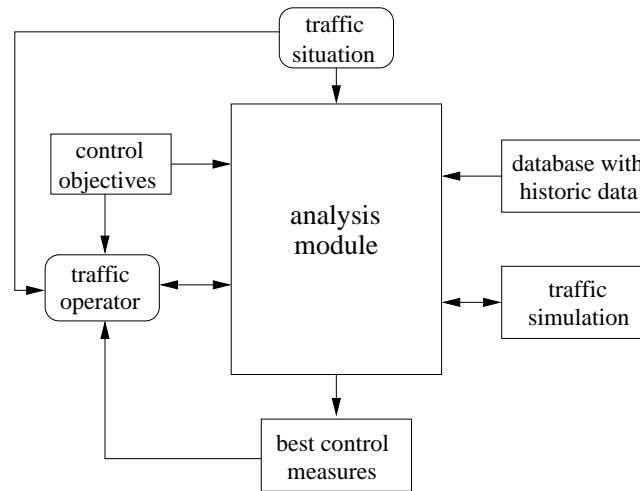 traffic
situation
control
objectives
database with
historic data
analysis
module
traffic
operator
traffic
simulation
best control
measures